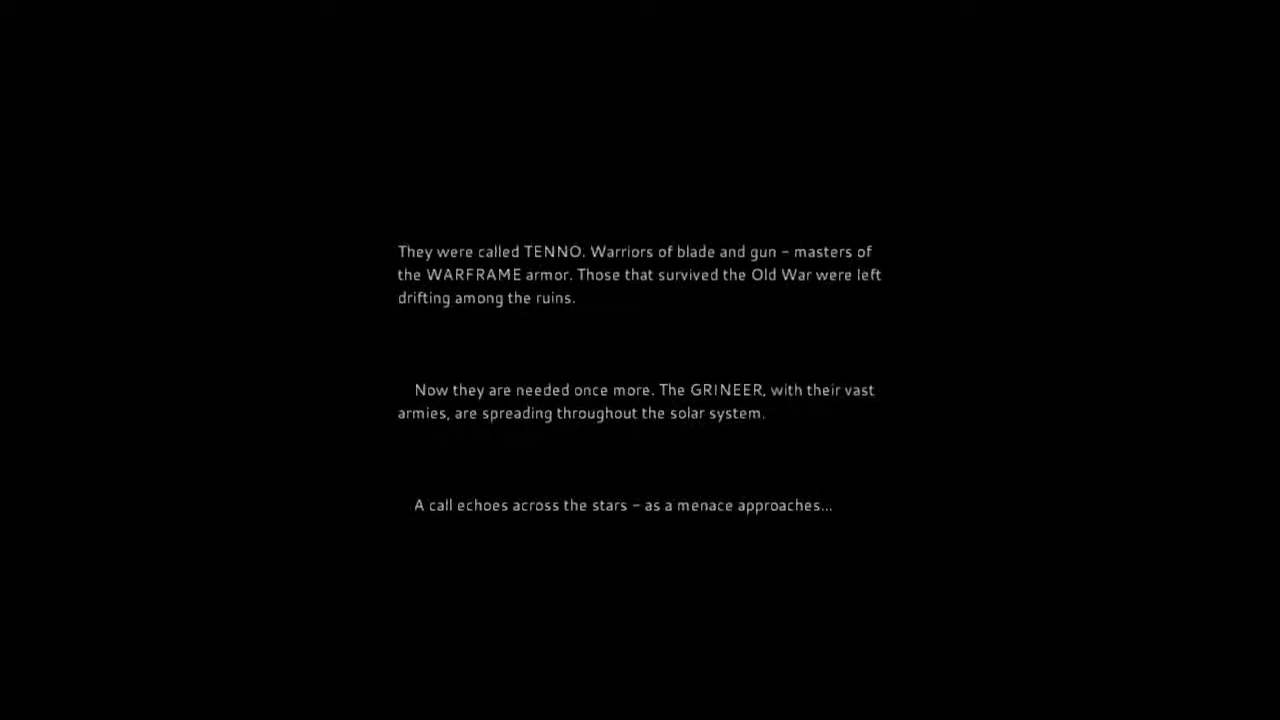 They were called TENNO. Warriors of blade and gun - masters of
the WARFRAME armor. Those that survived the Old War were left
drifting among the ruins.
Now they are needed once more. The GRINEER, with their vast
armies, are spreading throughout the solar system.
A call echoes across the stars - as a menace approaches...